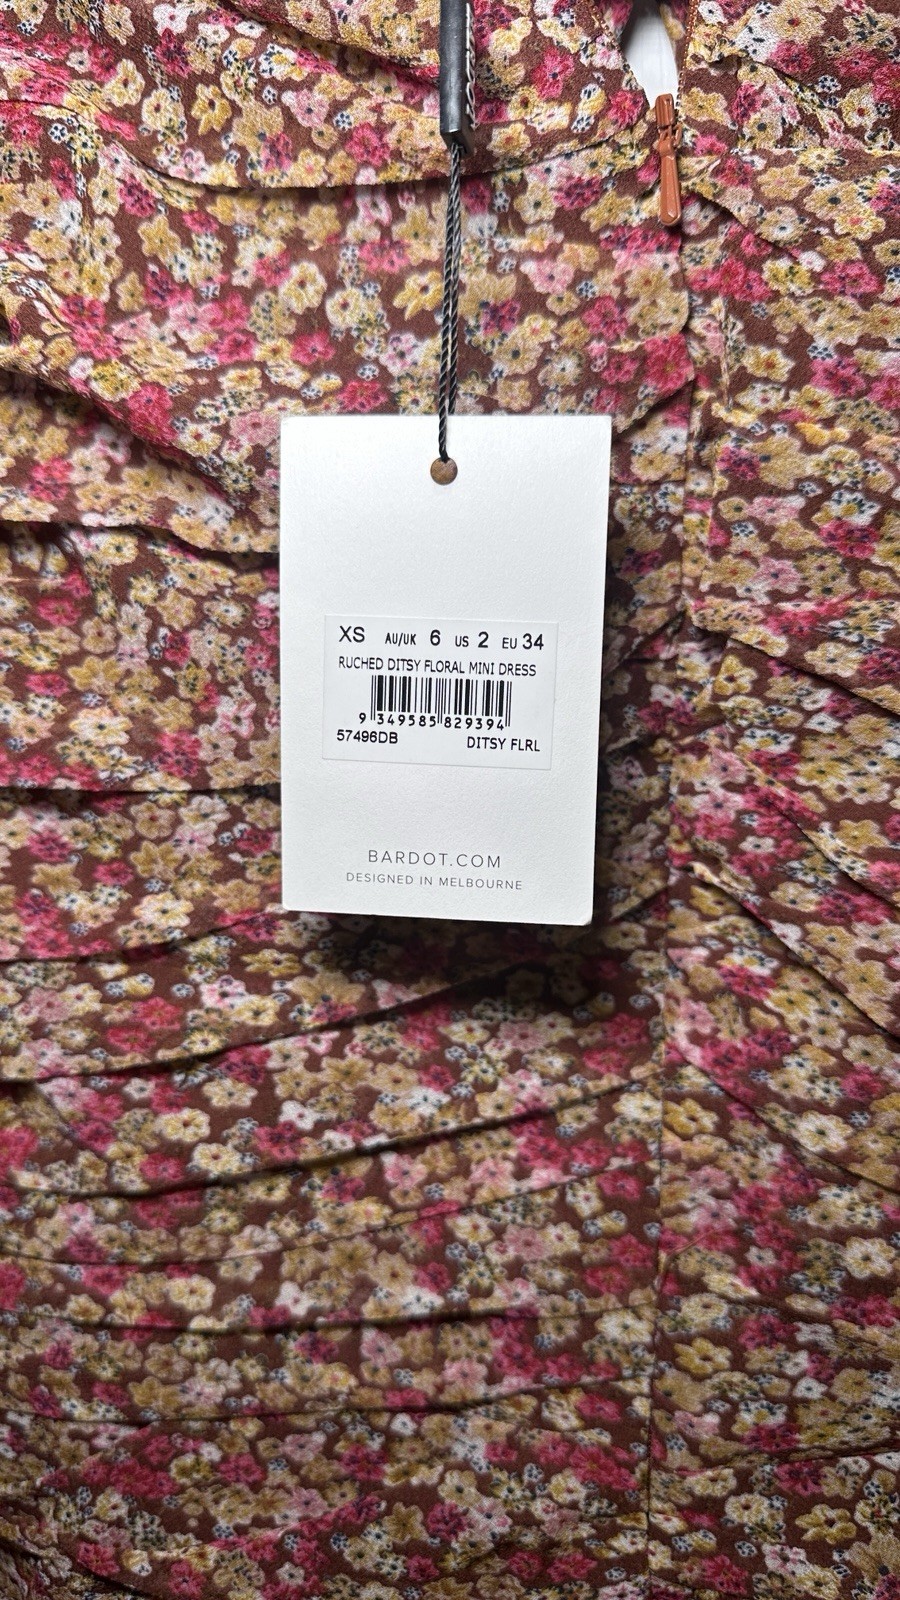 XS AU/UK 6 US 2 EU 34
RUCHED DITSY FLORAL MINI DRESS
9 349585 829394
57496DB DITSY FLRL
BARDOT.COM
DESIGNED IN MELBOURNE